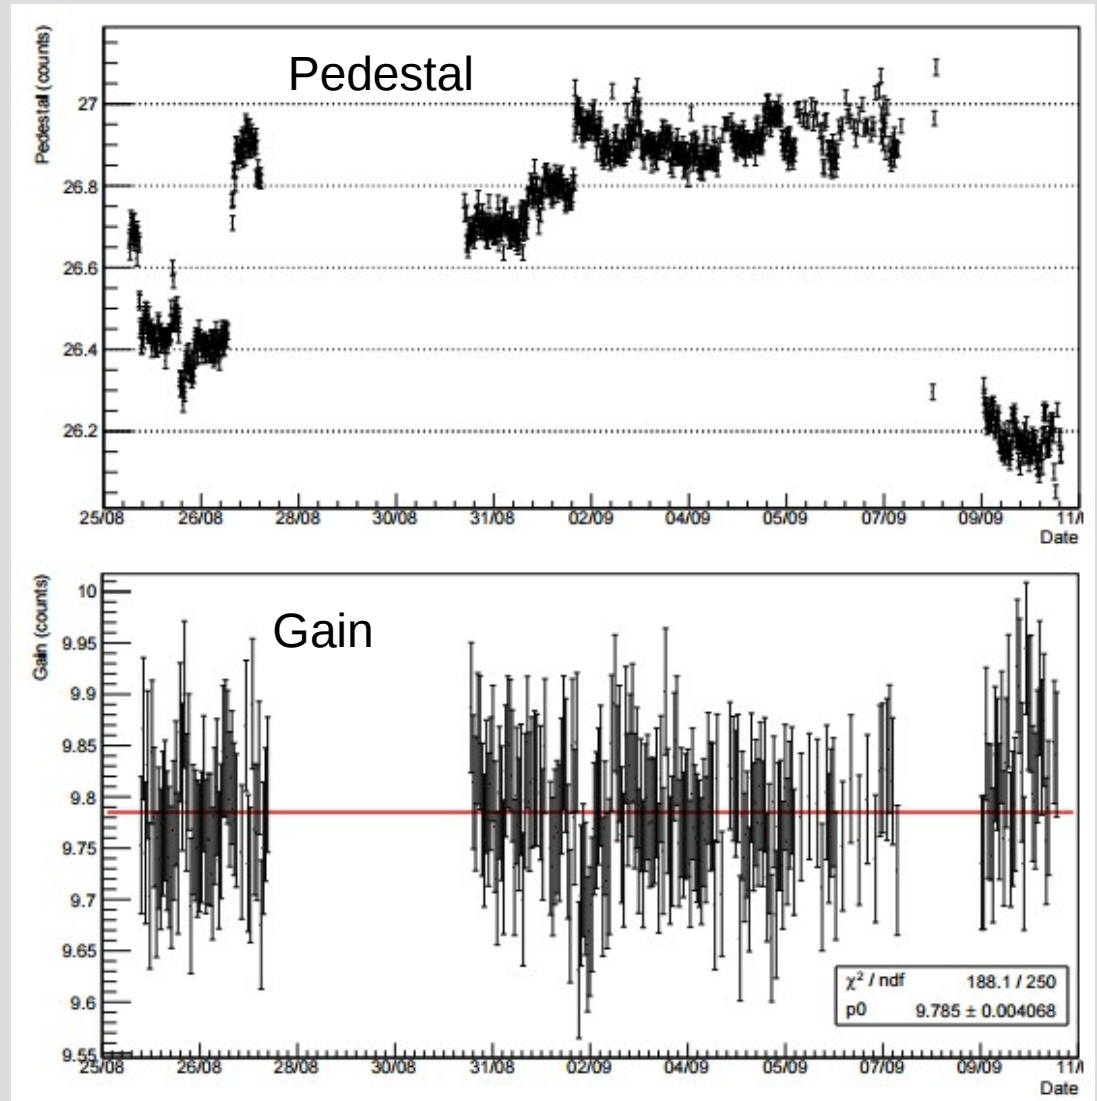 Pedestal
Pedestal (counts)
27
26.8
26.6
26.4
26.2
25/08 26/08 28/08 30/08 31/08 02/09 04/09 05/09 07/09 09/09 11/
Date
Gain
Gain (counts)
10
9.95
9.9
9.85
9.8
9.75
9.7
9.65
9.6
9.55
χ² / ndf 188.1 / 250
p0 9.785 ± 0.004068
25/08 26/08 28/08 30/08 31/08 02/09 04/09 05/09 07/09 09/09 11/
Date